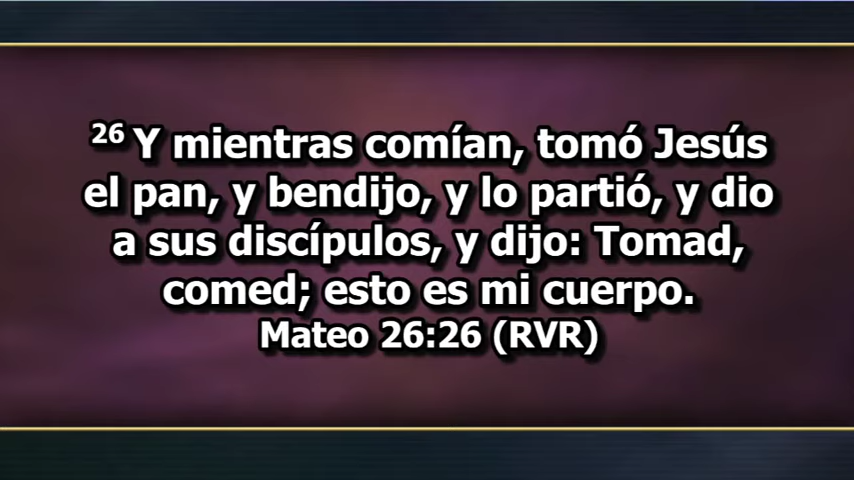 26 Y mientras comían, tomó Jesús
el pan, y bendijo, y lo partió, y dio
a sus discípulos, y dijo: Tomad,
comed; esto es mi cuerpo.
Mateo 26:26 (RVR)